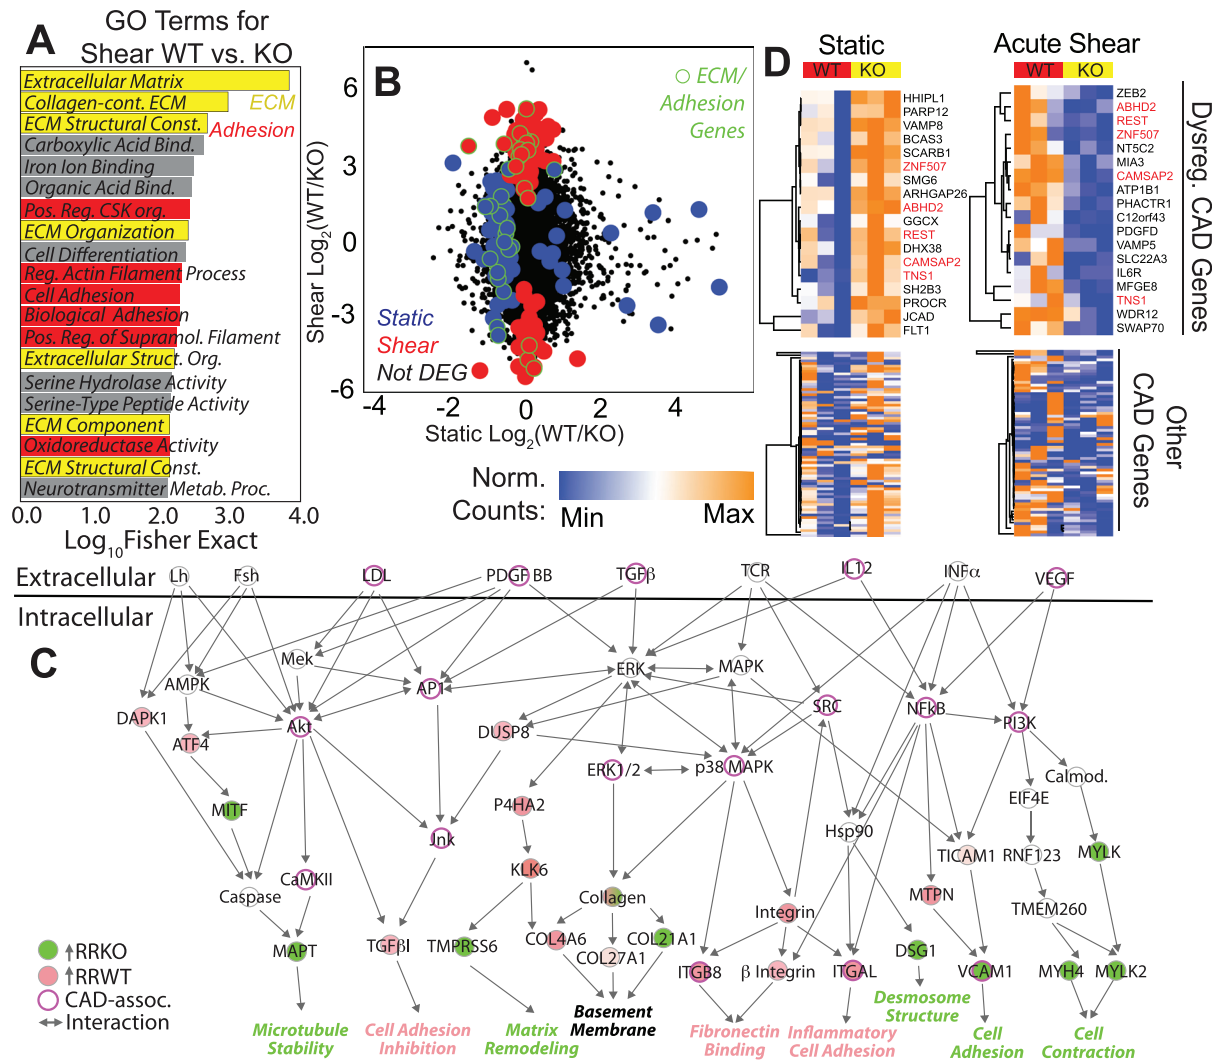 A
GO Terms for
Shear WT vs. KO
Extracellular Matrix
Collagen-cont. ECM
ECM
ECM Structural Const.
Adhesion
Carboxylic Acid Bind.
Iron Ion Binding
Organic Acid Bind.
Pos. Reg. CSK org.
ECM Organization
Cell Differentiation
Reg. Actin Filament Process
Cell Adhesion
Biological Adhesion
Pos. Reg. of Supramol. Filament
Extracellular Struct. Org.
Serine Hydrolase Activity
Serine-Type Peptide Activity
ECM Component
Oxidoreductase Activity
ECM Structural Const.
Neurotransmitter Metab. Proc.
0.0 1.0 2.0 3.0 4.0
Log10Fisher Exact
B
ECM/
Adhesion
Genes
6
3
0
-3
-6
Shear Log2(WT/KO)
Static
Shear
Not DEG
-4 -2 0 2 4
Static Log2(WT/KO)
Norm.
Counts:
Min Max
D
Static
WT KO
HHIPL1
PARP12
VAMP8
BCAS3
SCARB1
ZNF507
SMG6
ARHGAP26
ABHD2
GGCX
REST
DHX38
CAMSAP2
TNS1
SH2B3
PROCR
JCAD
FLT1
Acute Shear
WT KO
ZEB2
ABHD2
REST
ZNF507
NT5C2
MIA3
CAMSAP2
ATP1B1
PHACTR1
C12orf43
PDGFD
VAMP5
SLC22A3
IL6R
MFGE8
TNS1
WDR12
SWAP70
Dysreg. CAD Genes
Other
CAD Genes
Extracellular Lh Fsh LDL PDGF BB TGFβ TCR IL12 INFα VEGF
Intracellular
C
Mek ERK MAPK
AMPK AP1
DAPK1 Akt SRC NFkB PI3K
ATF4 DUSP8
ERK1/2 p38 MAPK Calmod.
MITF P4HA2 EIF4E
Jnk Hsp90
TICAM1 RNF123 MYLK
Caspase CaMKII KLK6 Collagen MTPN
Integrin TMEM260
MAPT TGFβI TMPRSS6 COL4A6 COL21A1 DSG1
COL27A1
ITGB8 β Integrin ITGAL VCAM1 MYH4 MYLK2
↑RRKO
↑RRWT
CAD-assoc.
Interaction
Microtubule
Stability
Cell Adhesion
Inhibition
Matrix
Remodeling
Basement
Membrane
Fibronectin
Binding
Inflammatory
Cell Adhesion
Desmosome
Structure
Cell
Adhesion
Cell
Contraction